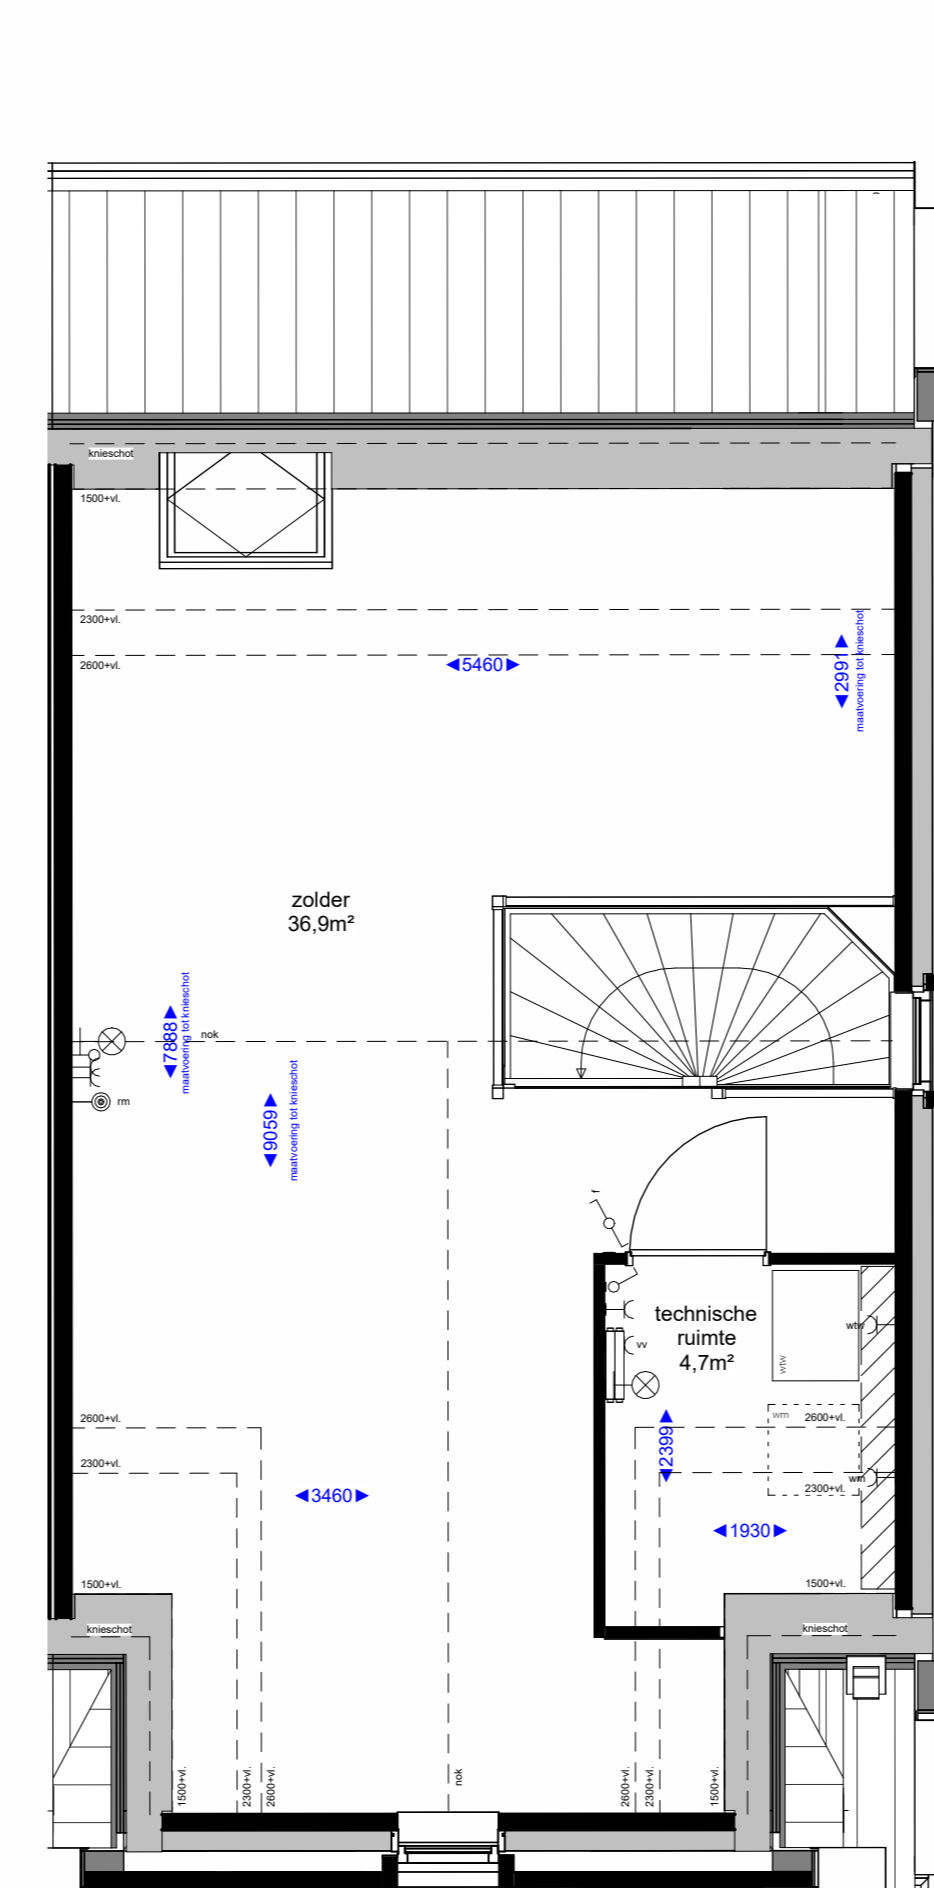 knieschot
1500+vl.
2300+vl.
2600+vl.
5460
2991
maatvoering tot knieschot
zolder
36,9m²
7888
maatvoering tot knieschot
nok
rm
9059
maatvoering tot knieschot
f
technische
ruimte
4,7m²
wtw
wtw
vv
wm
2600+vl.
2399
wm
2300+vl.
1930
2600+vl.
2300+vl.
3460
1500+vl.
1500+vl.
knieschot
knieschot
1500+vl.
2300+vl.
2600+vl.
nok
2600+vl.
2300+vl.
1500+vl.